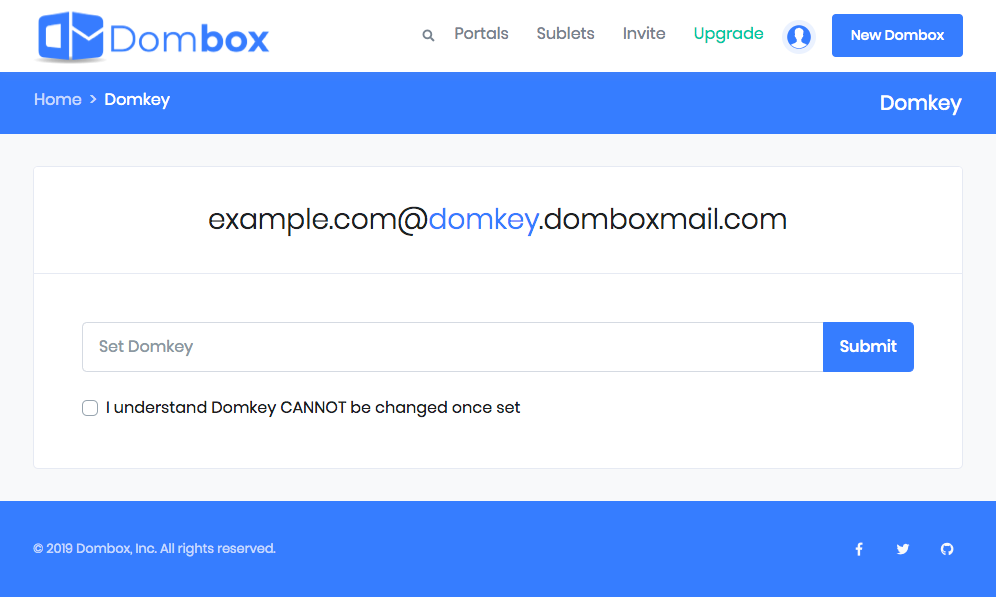 Dombox
Portals Sublets Invite Upgrade New Dombox
Home > Domkey
Domkey
example.com@domkey.domboxmail.com
Set Domkey Submit
I understand Domkey CANNOT be changed once set
© 2019 Dombox, Inc. All rights reserved.